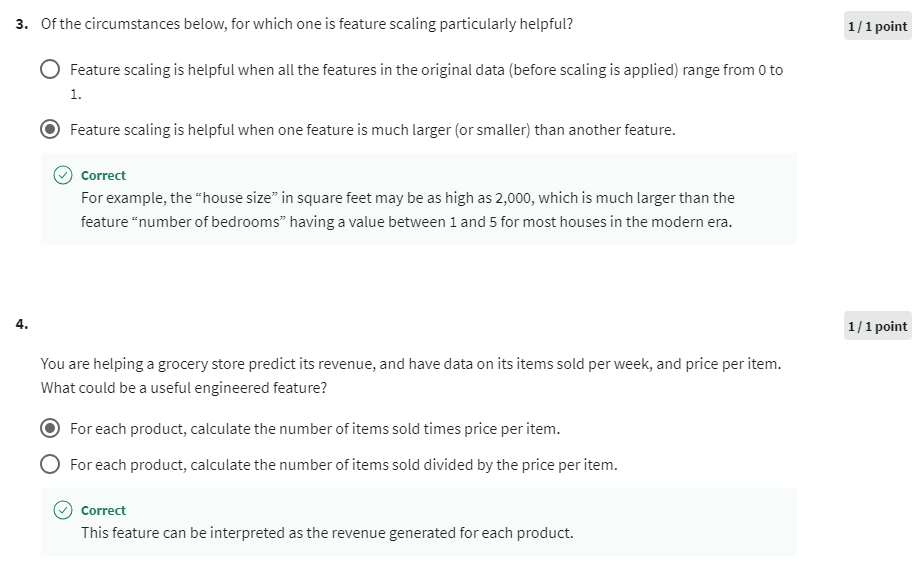 3. Of the circumstances below, for which one is feature scaling particularly helpful?
1 / 1 point
Feature scaling is helpful when all the features in the original data (before scaling is applied) range from 0 to
1.
Feature scaling is helpful when one feature is much larger (or smaller) than another feature.
Correct
For example, the “house size” in square feet may be as high as 2,000, which is much larger than the
feature “number of bedrooms” having a value between 1 and 5 for most houses in the modern era.
4.
1 / 1 point
You are helping a grocery store predict its revenue, and have data on its items sold per week, and price per item.
What could be a useful engineered feature?
For each product, calculate the number of items sold times price per item.
For each product, calculate the number of items sold divided by the price per item.
Correct
This feature can be interpreted as the revenue generated for each product.